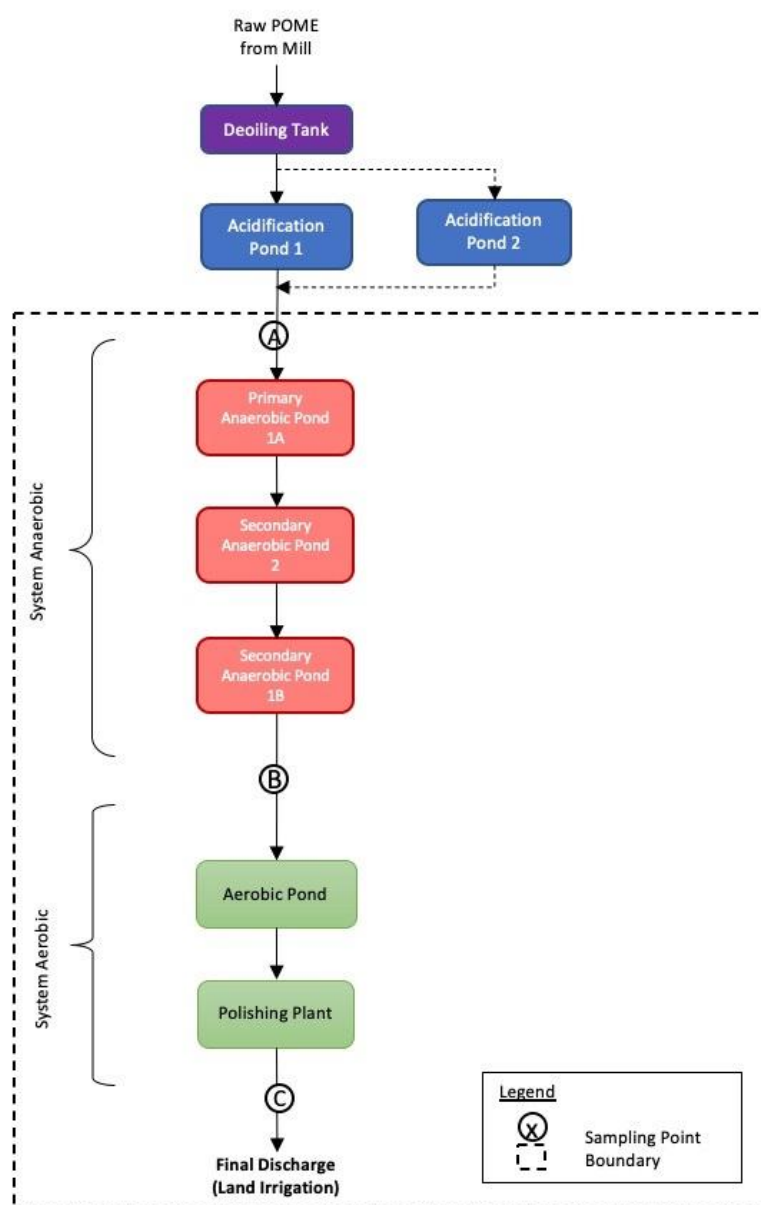 Raw POME
from Mill
Deoiling Tank
Acidification
Pond 1
Acidification
Pond 2
A
Primary
Anaerobic Pond
1A
Secondary
Anaerobic Pond
2
Secondary
Anaerobic Pond
1B
System Anaerobic
B
Aerobic Pond
Polishing Plant
System Aerobic
C
Final Discharge
(Land Irrigation)
Legend
X
Sampling Point
Boundary